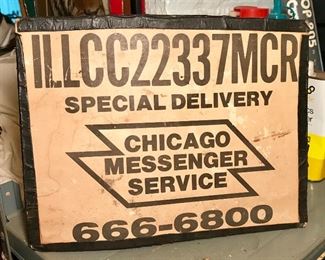 ILLCC22337MCR
SPECIAL DELIVERY
CHICAGO
MESSENGER
SERVICE
666-6800